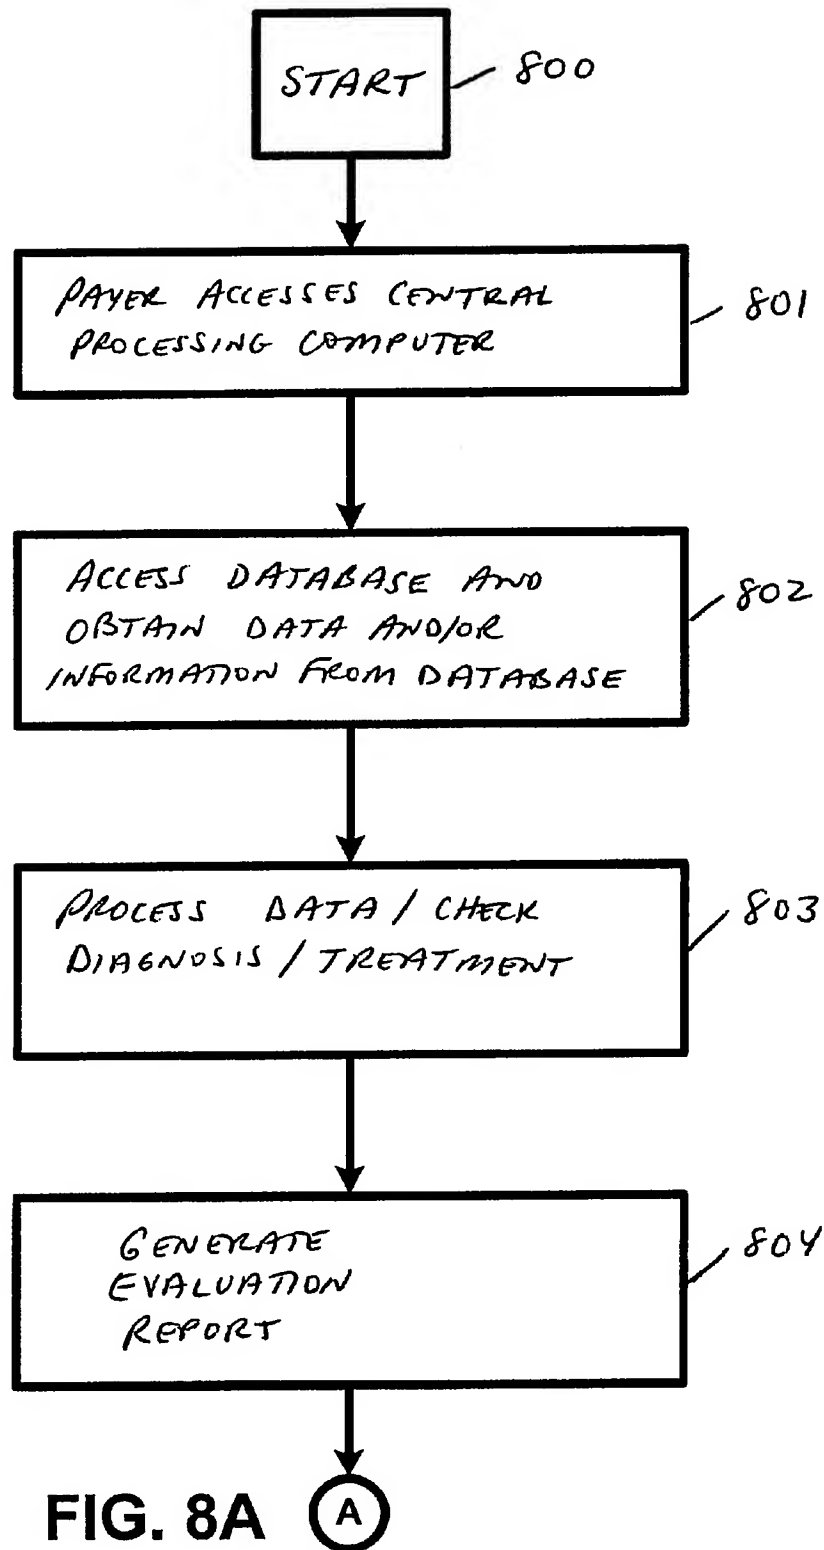 START
800
PAYER ACCESSES CENTRAL
PROCESSING COMPUTER
801
ACCESS DATABASE AND
OBTAIN DATA AND/OR
INFORMATION FROM DATABASE
802
PROCESS DATA / CHECK
DIAGNOSIS / TREATMENT
803
GENERATE
EVALUATION
REPORT
804
FIG. 8A
A